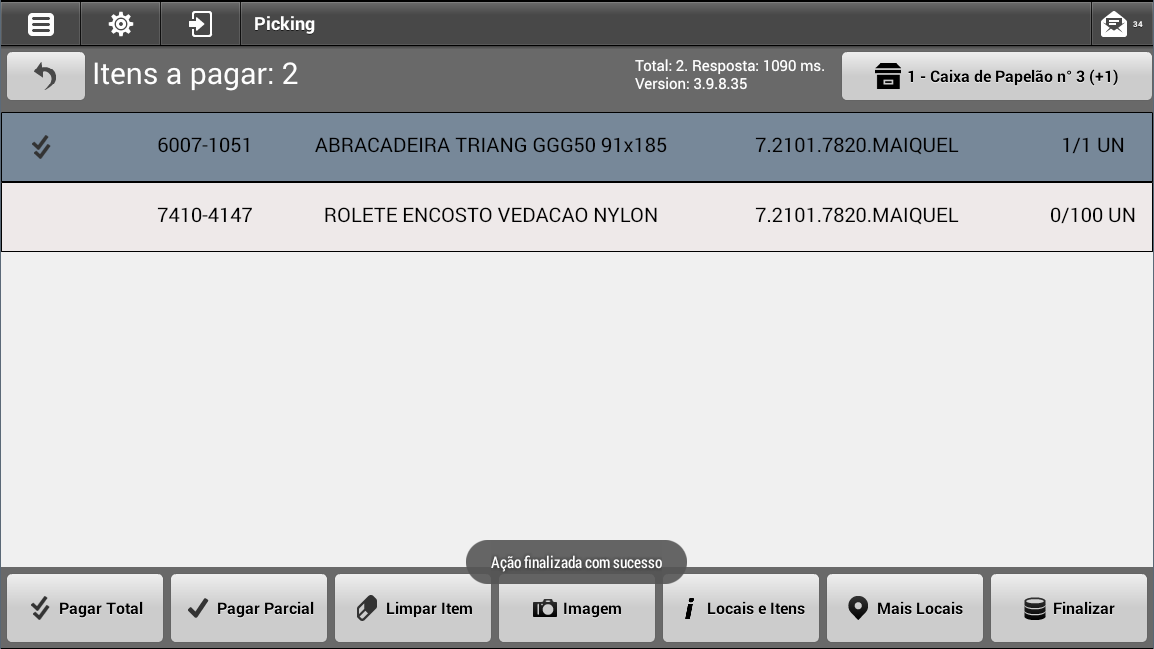 Picking
34
Itens a pagar: 2
Total: 2. Resposta: 1090 ms.
Version: 3.9.8.35
1 - Caixa de Papelão n° 3 (+1)
6007-1051 ABRACADEIRA TRIANG GGG50 91x185 7.2101.7820.MAIQUEL 1/1 UN
7410-4147 ROLETE ENCOSTO VEDACAO NYLON 7.2101.7820.MAIQUEL 0/100 UN
Ação finalizada com sucesso
Pagar Total Pagar Parcial Limpar Item Imagem Locais e Itens Mais Locais Finalizar